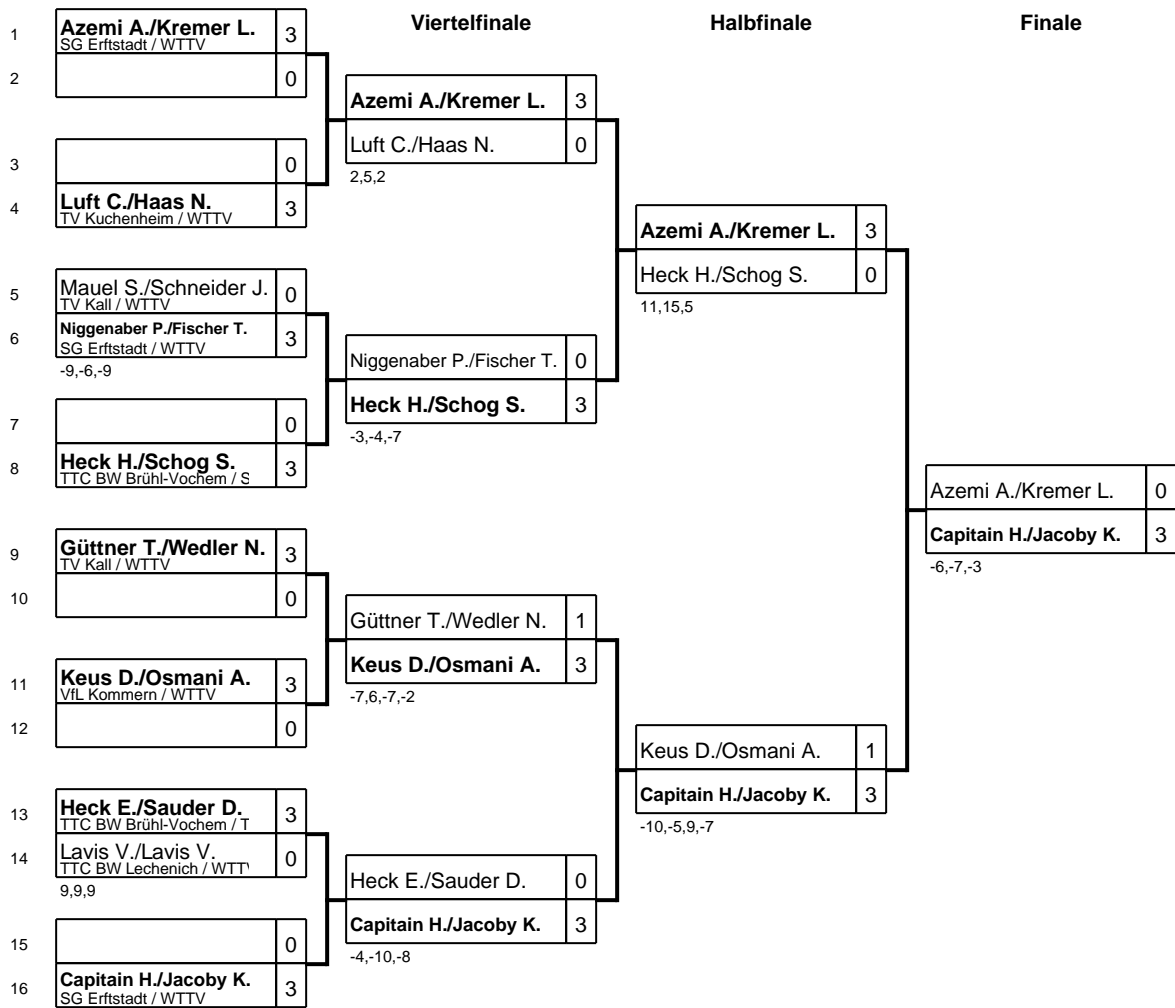 Viertelfinale
Halbfinale
Finale
1
Azemi A./Kremer L.
3
SG Erftstadt / WTTV
2
0
Azemi A./Kremer L.
3
Luft C./Haas N.
0
2,5,2
3
0
4
Luft C./Haas N.
3
TV Kuchenheim / WTTV
Azemi A./Kremer L.
3
Heck H./Schog S.
0
11,15,5
5
Mauel S./Schneider J.
0
TV Kall / WTTV
6
Niggenaber P./Fischer T.
3
SG Erftstadt / WTTV
-9,-6,-9
Niggenaber P./Fischer T.
0
Heck H./Schog S.
3
-3,-4,-7
7
0
8
Heck H./Schog S.
3
TTC BW Brühl-Vochem / S
Azemi A./Kremer L.
0
Capitain H./Jacoby K.
3
-6,-7,-3
9
Güttner T./Wedler N.
3
TV Kall / WTTV
10
0
Güttner T./Wedler N.
1
Keus D./Osmani A.
3
-7,6,-7,-2
11
Keus D./Osmani A.
3
VfL Kommern / WTTV
12
0
Keus D./Osmani A.
1
Capitain H./Jacoby K.
3
-10,-5,9,-7
13
Heck E./Sauder D.
3
TTC BW Brühl-Vochem / T
14
Lavis V./Lavis V.
0
TTC BW Lechenich / WTTV
9,9,9
Heck E./Sauder D.
0
Capitain H./Jacoby K.
3
-4,-10,-8
15
0
16
Capitain H./Jacoby K.
3
SG Erftstadt / WTTV